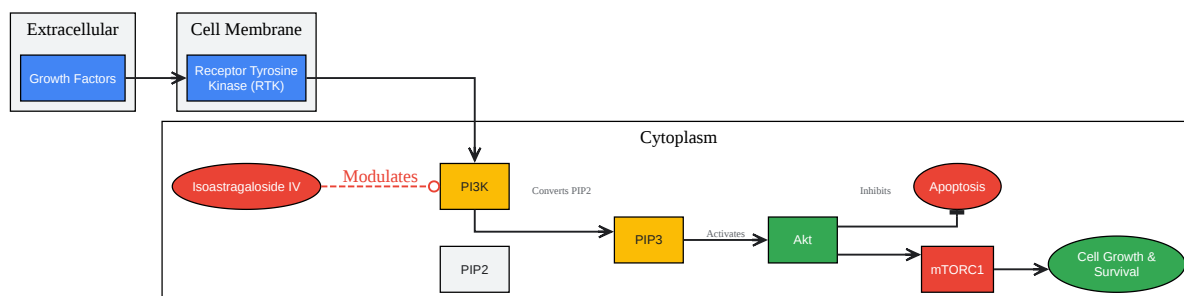 Extracellular
Cell Membrane
Growth Factors
Receptor Tyrosine
Kinase (RTK)
Cytoplasm
Isoastragaloside IV
Modulates
PI3K
Converts PIP2
Inhibits
Apoptosis
PIP3
Activates
Akt
PIP2
mTORC1
Cell Growth &
Survival